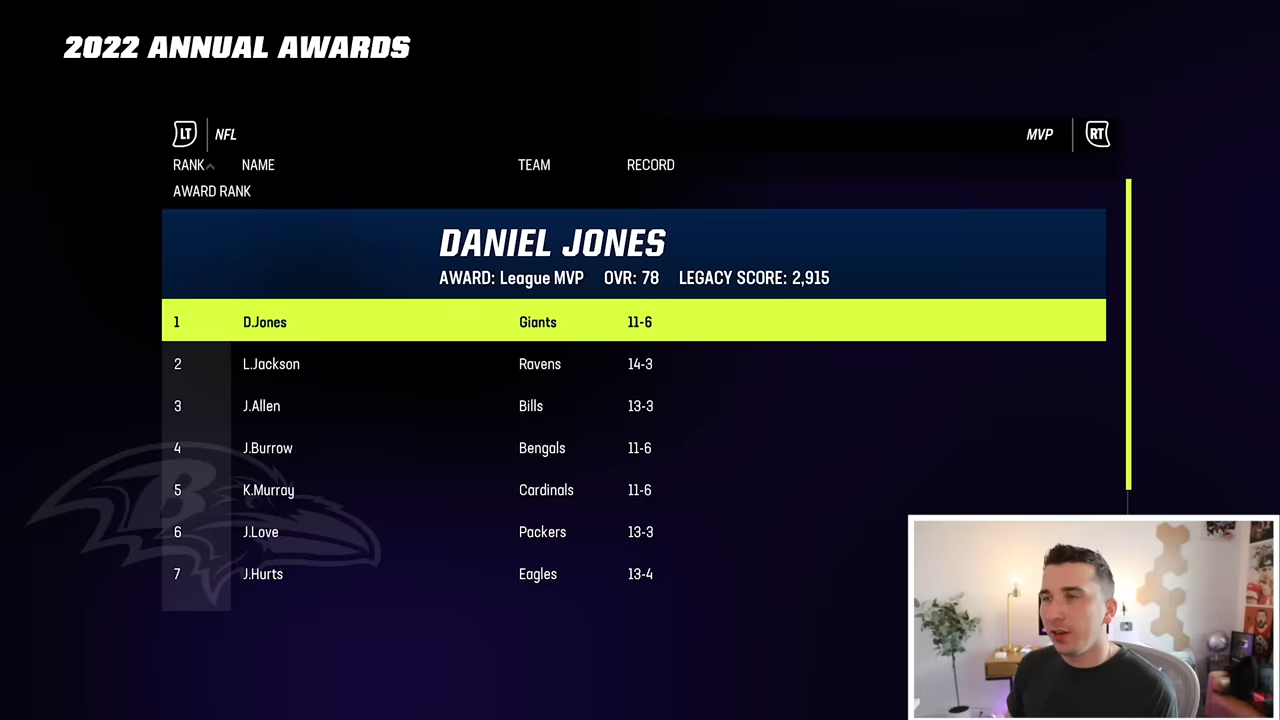 2022 ANNUAL AWARDS
LT NFL MVP RT
RANK NAME TEAM RECORD
AWARD RANK
DANIEL JONES
AWARD: League MVP OVR: 78 LEGACY SCORE: 2,915
1 D.Jones Giants 11-6
2 L.Jackson Ravens 14-3
3 J.Allen Bills 13-3
4 J.Burrow Bengals 11-6
5 K.Murray Cardinals 11-6
6 J.Love Packers 13-3
7 J.Hurts Eagles 13-4
B